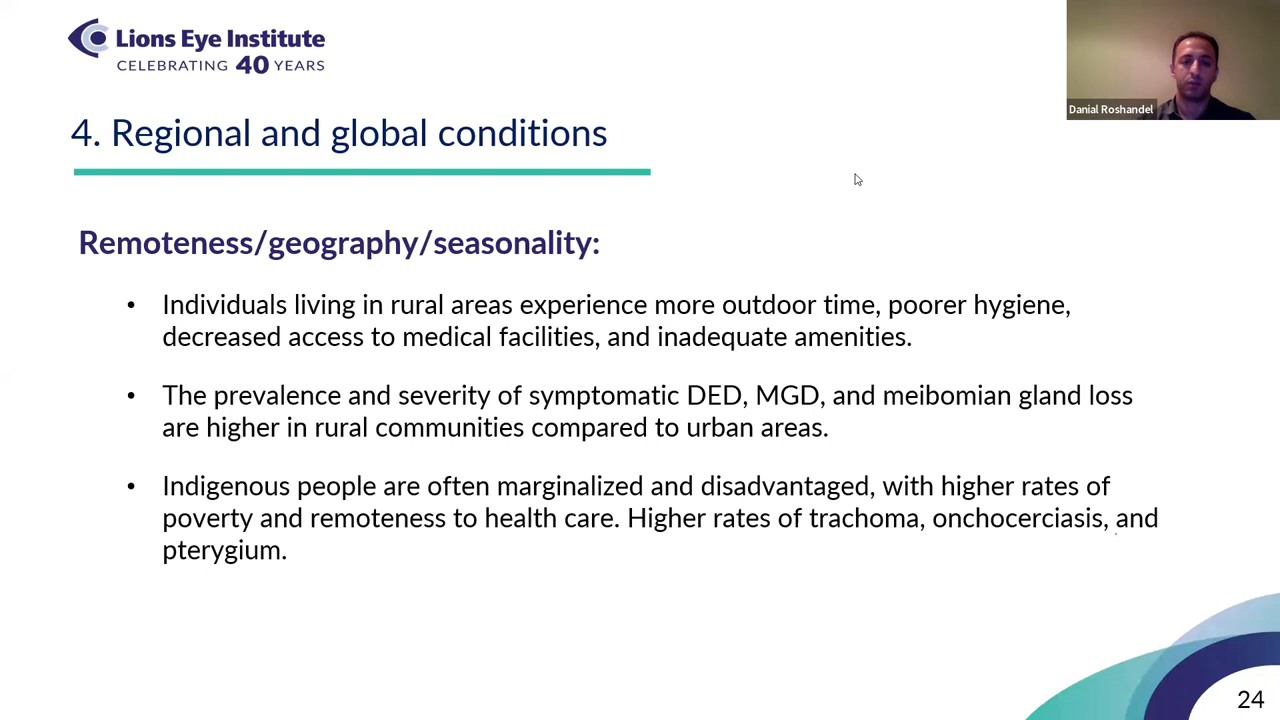 Lions Eye Institute
CELEBRATING 40 YEARS
Danial Roshandel
4. Regional and global conditions
Remoteness/geography/seasonality:
• Individuals living in rural areas experience more outdoor time, poorer hygiene,
decreased access to medical facilities, and inadequate amenities.
• The prevalence and severity of symptomatic DED, MGD, and meibomian gland loss
are higher in rural communities compared to urban areas.
• Indigenous people are often marginalized and disadvantaged, with higher rates of
poverty and remoteness to health care. Higher rates of trachoma, onchocerciasis, and
pterygium.
24